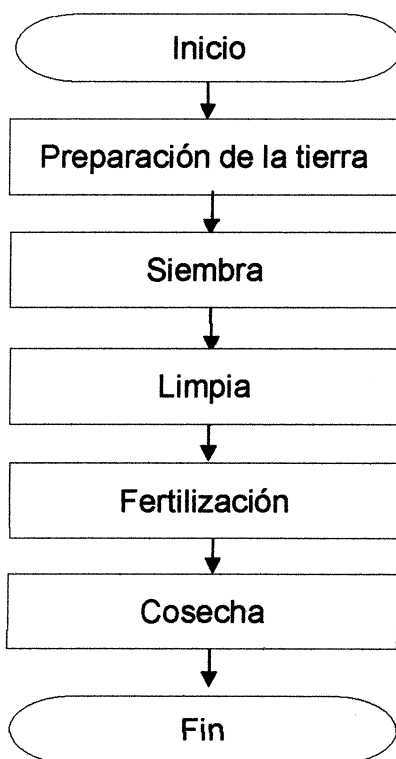 Inicio
Preparación de la tierra
Siembra
Limpia
Fertilización
Cosecha
Fin